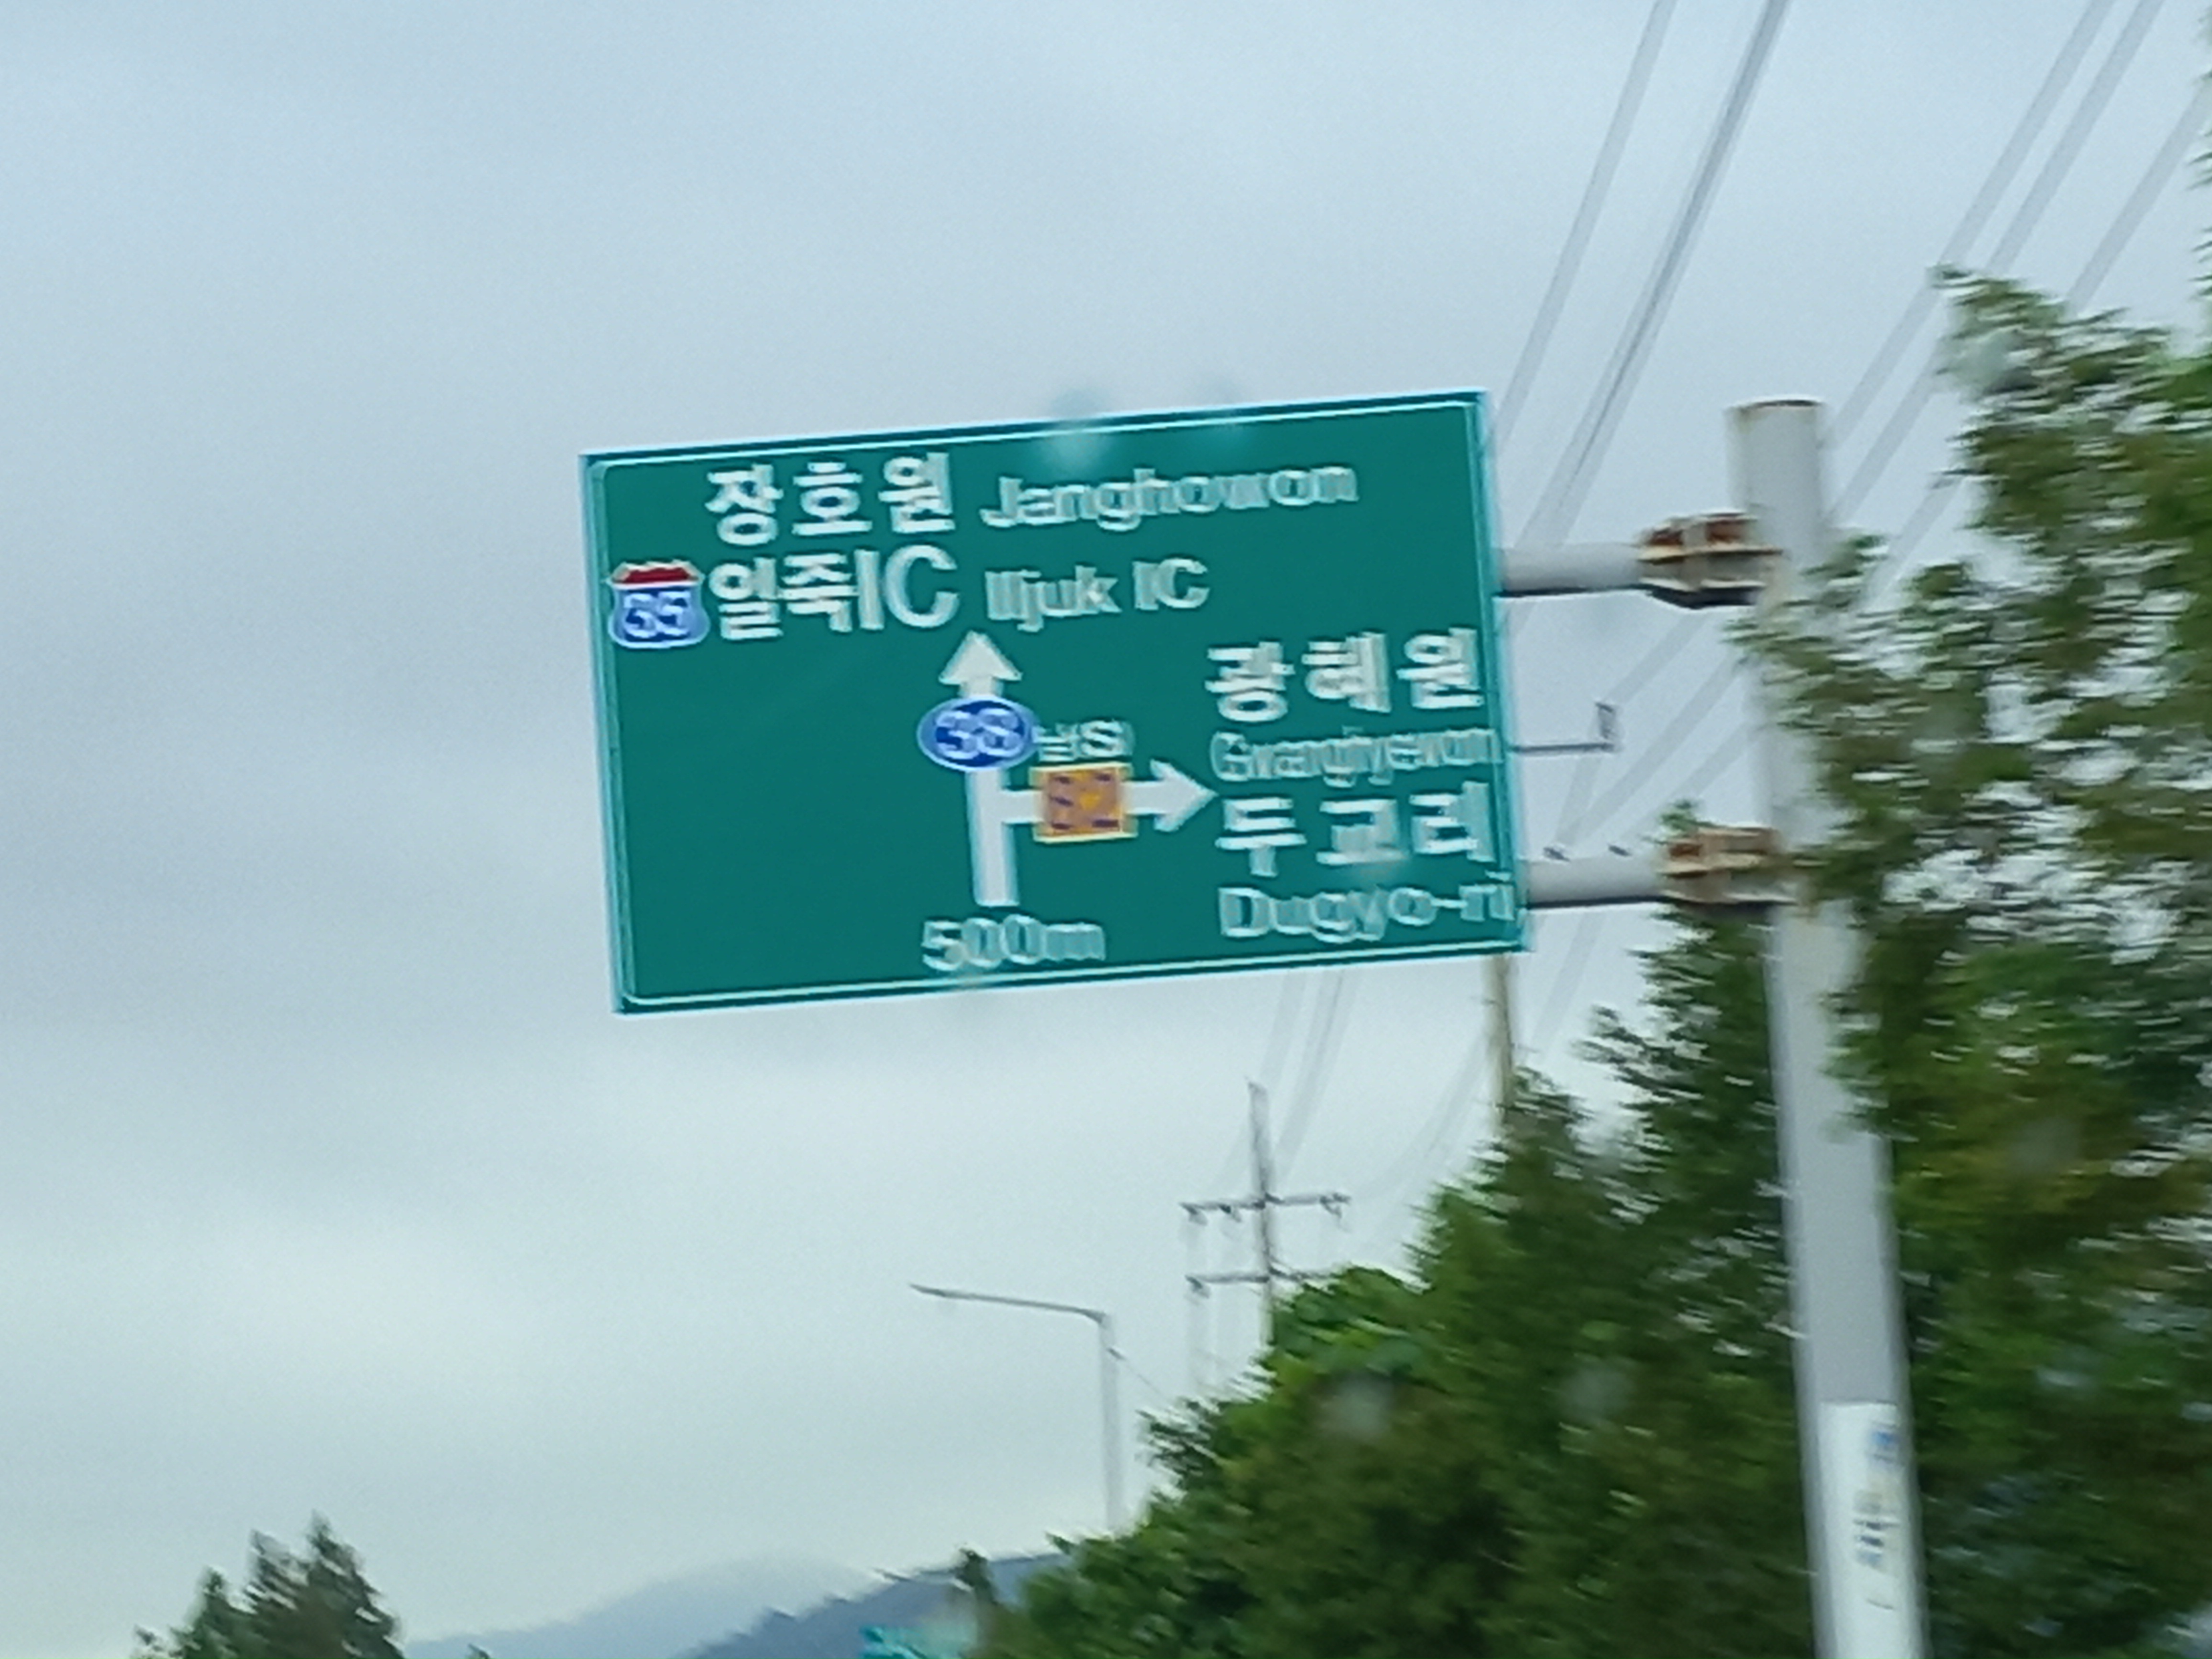 장호원 Janghowon
35 일죽IC Iljuk IC
38
광혜원
Gwanghyewon
두교리
Dugyo-ri
500m